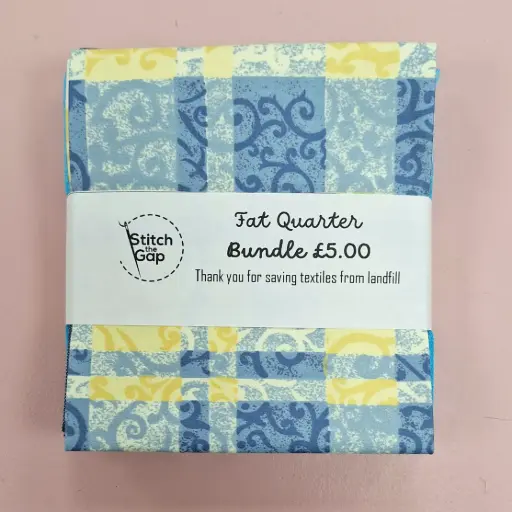 Stitch
the
Gap
Fat Quarter
Bundle £5.00
Thank you for saving textiles from landfill